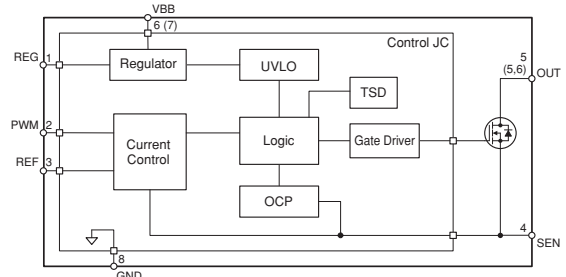 VBB
6 (7)
Control JC
REG 1
Regulator
UVLO
5
(5,6)
OUT
TSD
PWM 2
Current
Control
Logic
Gate Driver
REF 3
OCP
4
SEN
8
GND